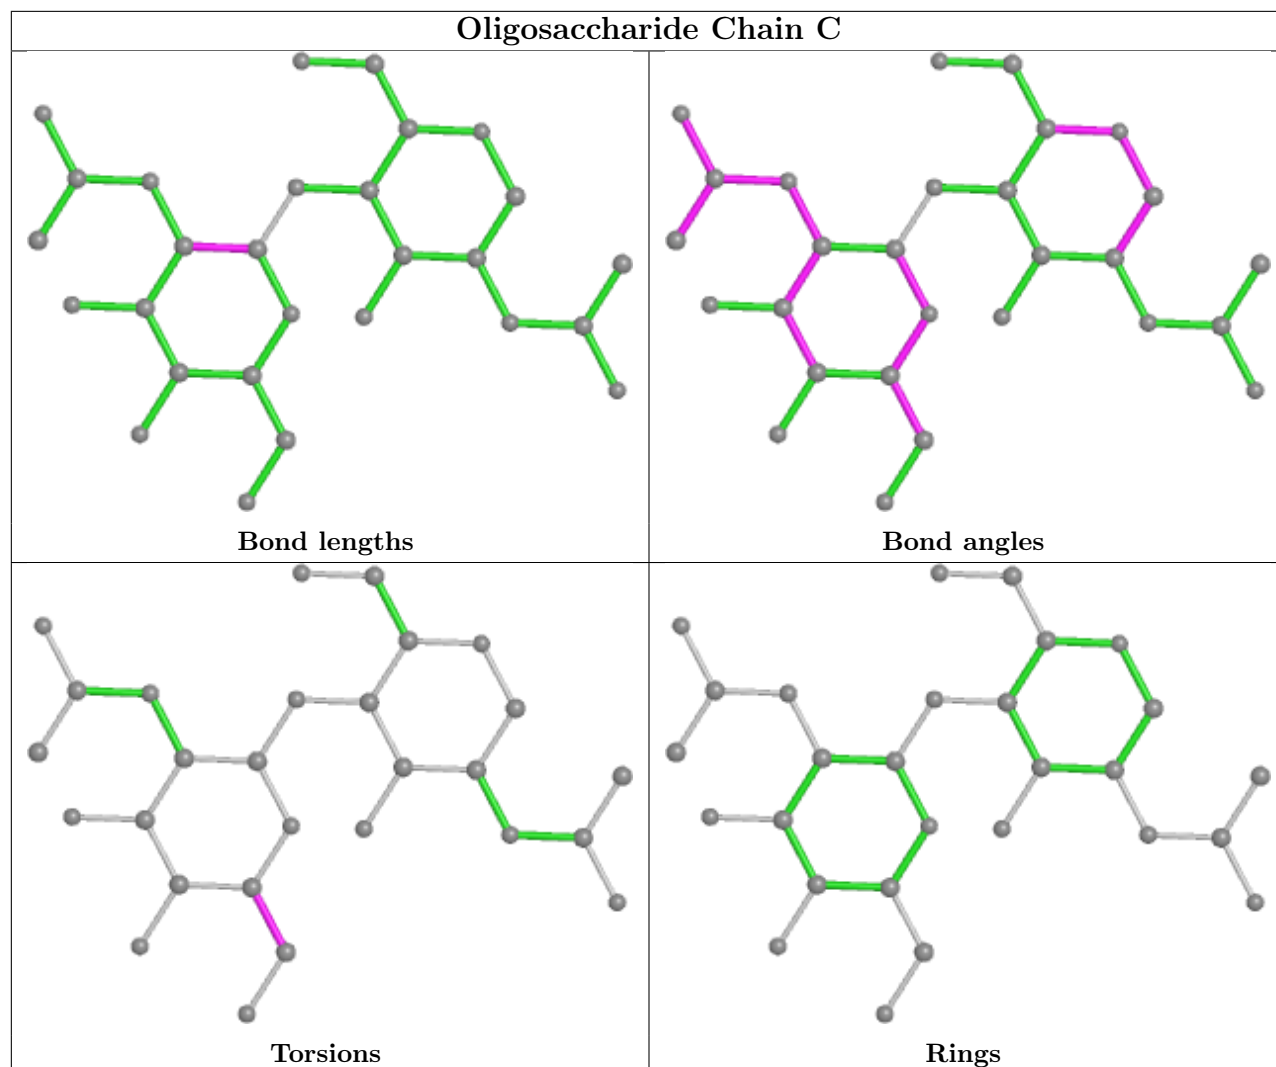 Oligosaccharide Chain C
Bond lengths
Bond angles
Torsions
Rings